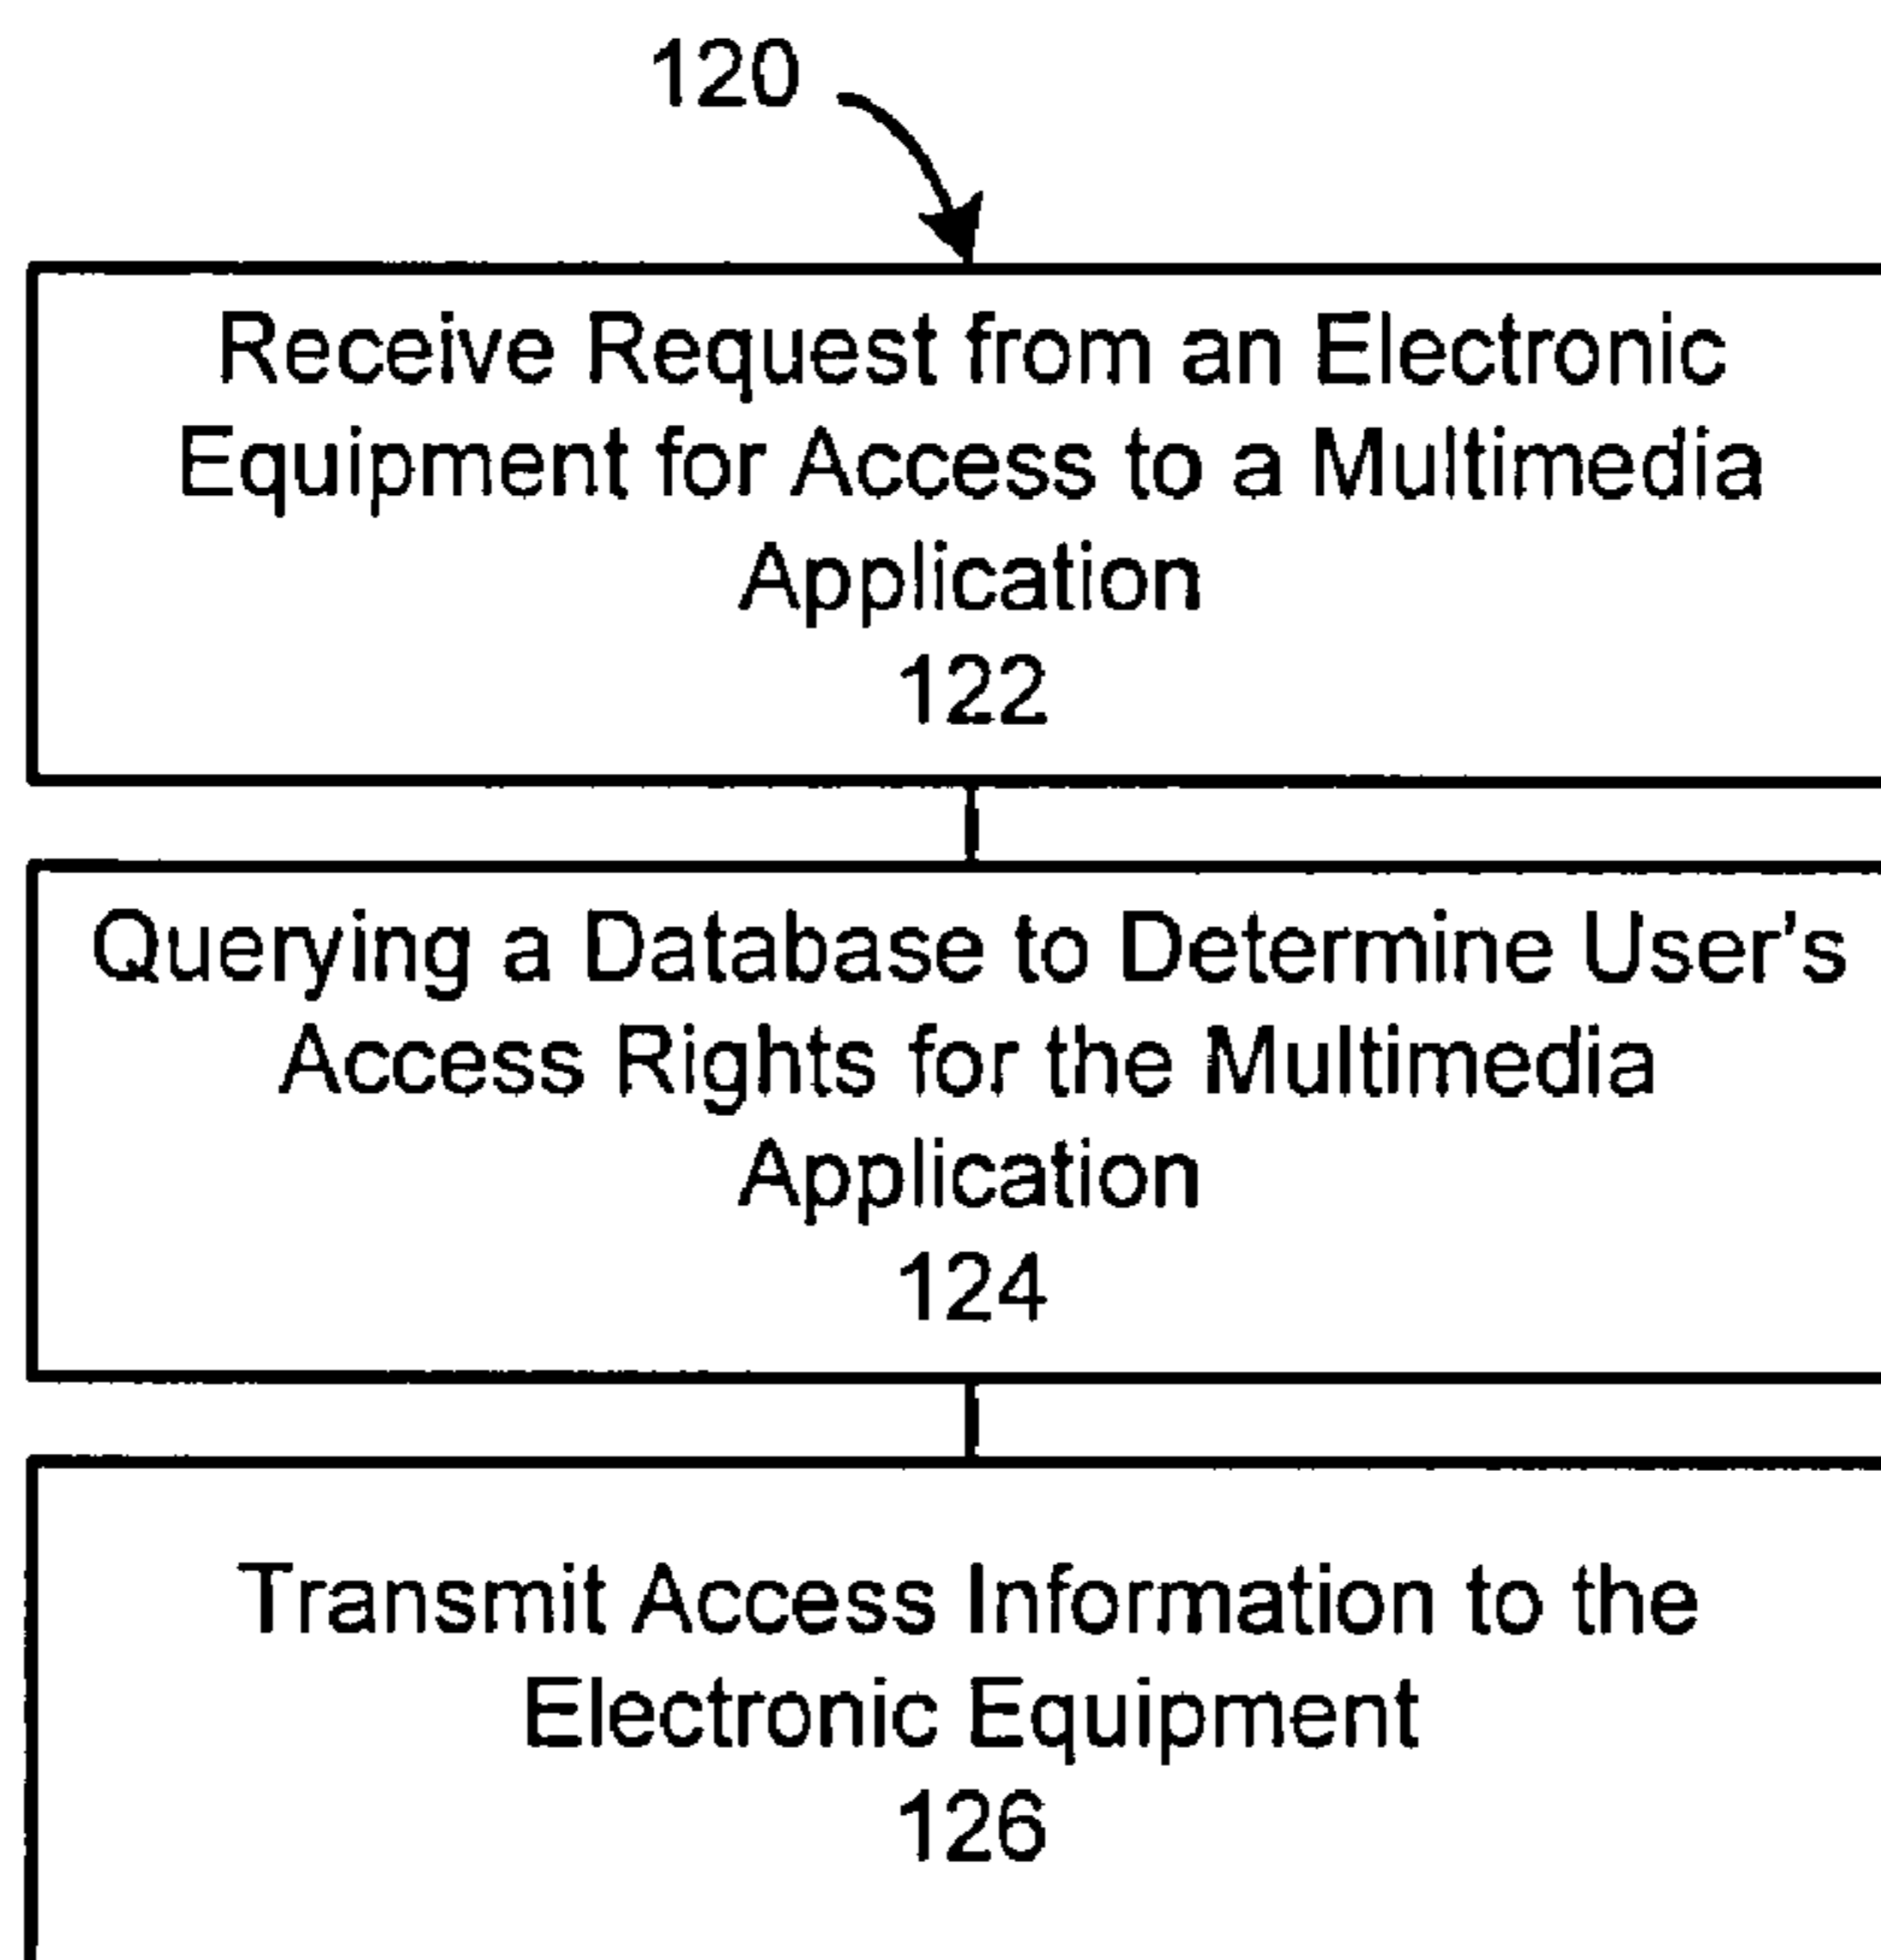 120
Receive Request from an Electronic
Equipment for Access to a Multimedia
Application
122
Querying a Database to Determine User's
Access Rights for the Multimedia
Application
124
Transmit Access Information to the
Electronic Equipment
126